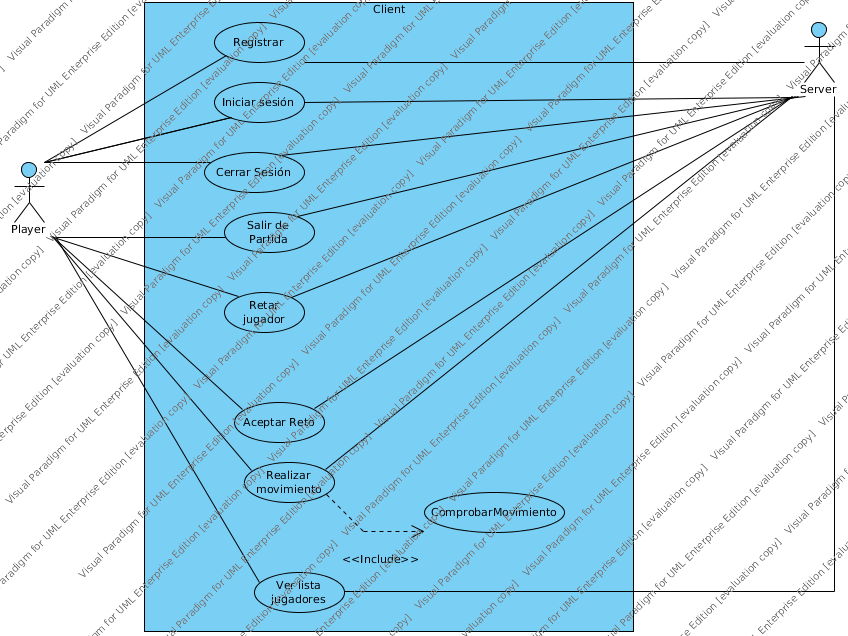 Client
Registrar
Iniciar sesión
Server
Cerrar Sesión
Player
Salir de
Partida
Retar
jugador
Aceptar Reto
Realizar
movimiento
ComprobarMovimiento
<<Include>>
Ver lista
jugadores
Visual Paradigm for UML Enterprise Edition [evaluation copy]